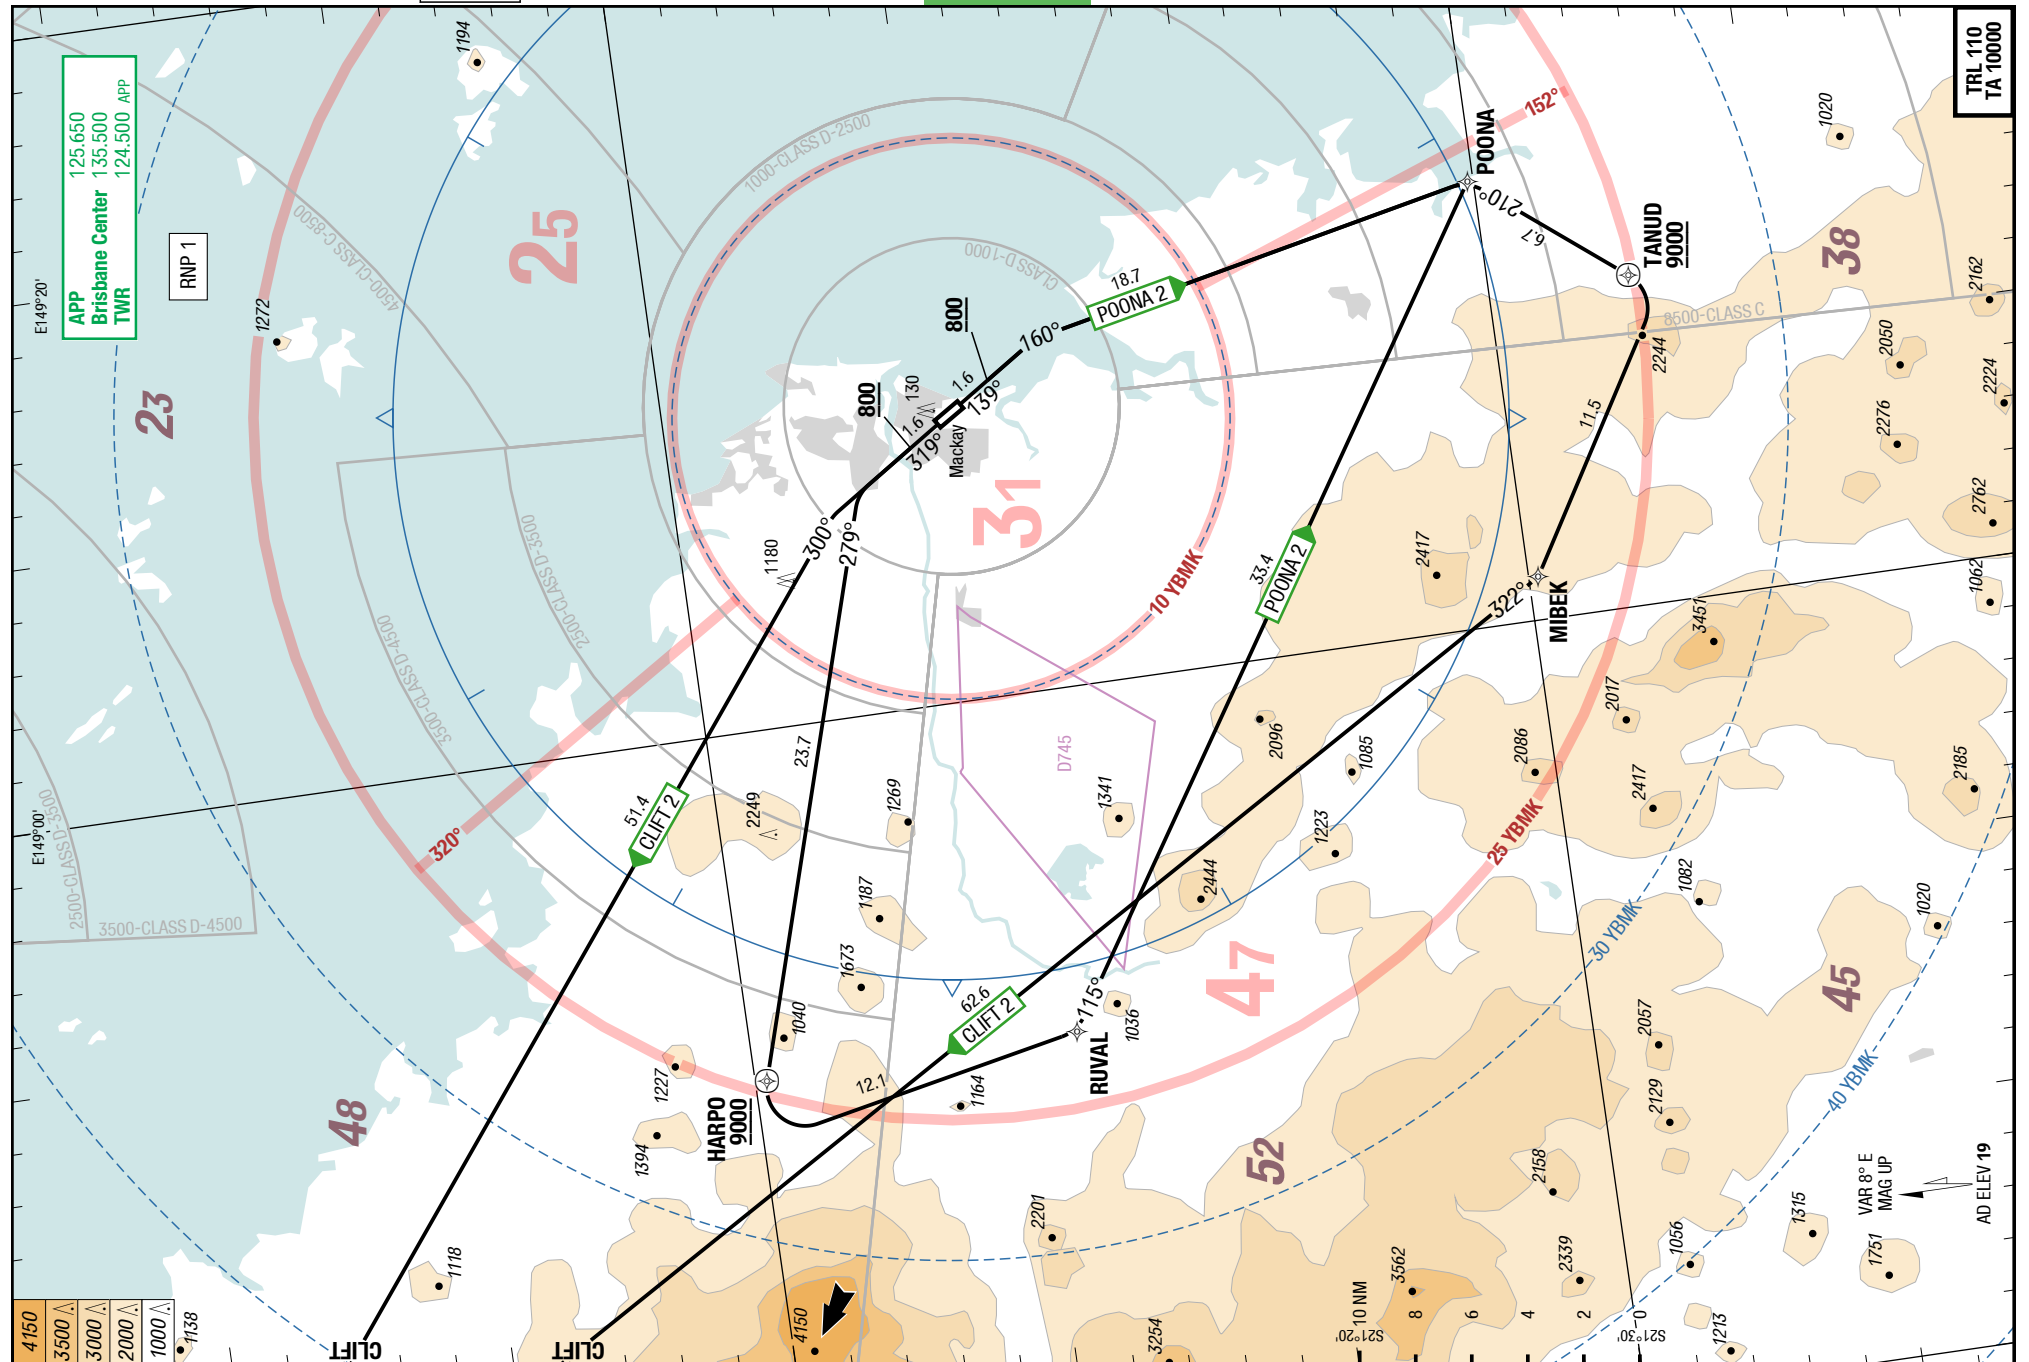 TRL 110
TA 10000
APP 125.650
Brisbane Center 135.500
TWR 124.500 APP
RNP 1
E149°20'
E149°00'
1194
1272
1020
2162
2050
2224
2276
2762
1062
2244
2417
3451
2017
2086
2417
2096
1085
1223
2444
1341
1082
2185
1020
1269
2249
1180
130
1187
1673
1040
1227
1394
1118
1138
1036
1164
2201
2057
2129
2158
2339
1056
1315
1751
1213
3562
3254
4150
25
23
31
38
48
47
52
45
4500-CLASS C-8500
1000-CLASS D-2500
CLASS D-1000
8500-CLASS C
2500-CLASS D-3500
3500-CLASS D-4500
2500-CLASS D-3500
3500-CLASS D-4500
D745
152°
320°
10 YBMK
25 YBMK
30 YBMK
40 YBMK
POONA
210°
6.7
TANUD
9000
11.5
MIBEK
322°
18.7
POONA 2
160°
800
1.6
139°
Mackay
800
1.6
319°
300°
279°
51.4
CLIFT 2
23.7
33.4
POONA 2
115°
RUVAL
62.6
CLIFT 2
12.1
HARPO
9000
CLIFT
CLIFT
4150
3500
3000
2000
1000
10 NM
8
6
4
2
0
S21°20'
S21°30'
VAR 8° E
MAG UP
AD ELEV 19